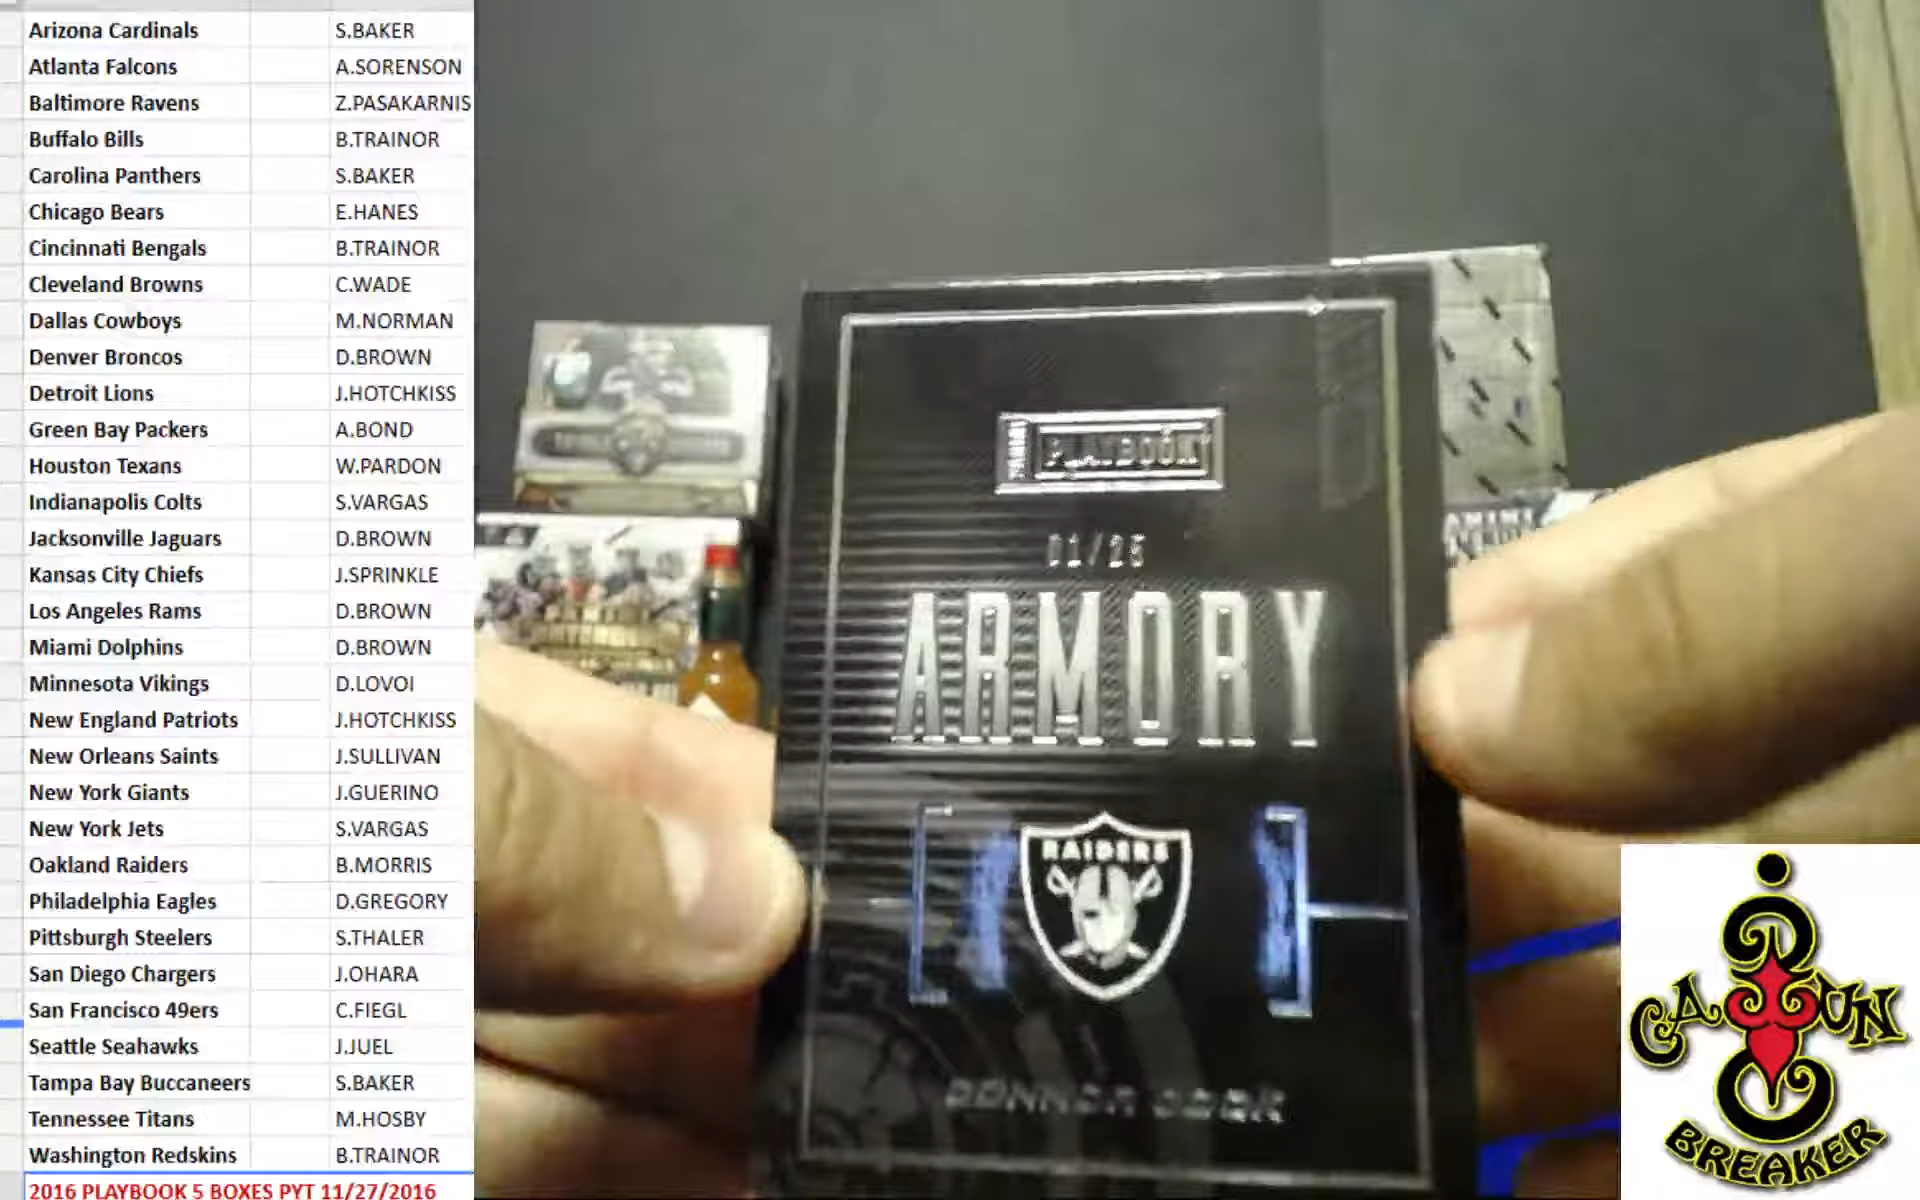 Arizona Cardinals S.BAKER
Atlanta Falcons A.SORENSON
Baltimore Ravens Z.PASAKARNIS
Buffalo Bills B.TRAINOR
Carolina Panthers S.BAKER
Chicago Bears E.HANES
Cincinnati Bengals B.TRAINOR
Cleveland Browns C.WADE
Dallas Cowboys M.NORMAN
Denver Broncos D.BROWN
Detroit Lions J.HOTCHKISS
Green Bay Packers A.BOND
Houston Texans W.PARDON
Indianapolis Colts S.VARGAS
Jacksonville Jaguars D.BROWN
Kansas City Chiefs J.SPRINKLE
Los Angeles Rams D.BROWN
Miami Dolphins D.BROWN
Minnesota Vikings D.LOVOI
New England Patriots J.HOTCHKISS
New Orleans Saints J.SULLIVAN
New York Giants J.GUERINO
New York Jets S.VARGAS
Oakland Raiders B.MORRIS
Philadelphia Eagles D.GREGORY
Pittsburgh Steelers S.THALER
San Diego Chargers J.OHARA
San Francisco 49ers C.FIEGL
Seattle Seahawks J.JUEL
Tampa Bay Buccaneers S.BAKER
Tennessee Titans M.HOSBY
Washington Redskins B.TRAINOR
2016 PLAYBOOK 5 BOXES PYT 11/27/2016
PANINI PLAYBOOK
01/25
ARMORY
RAIDERS
CONNOR COOK
CAJUN
BREAKER